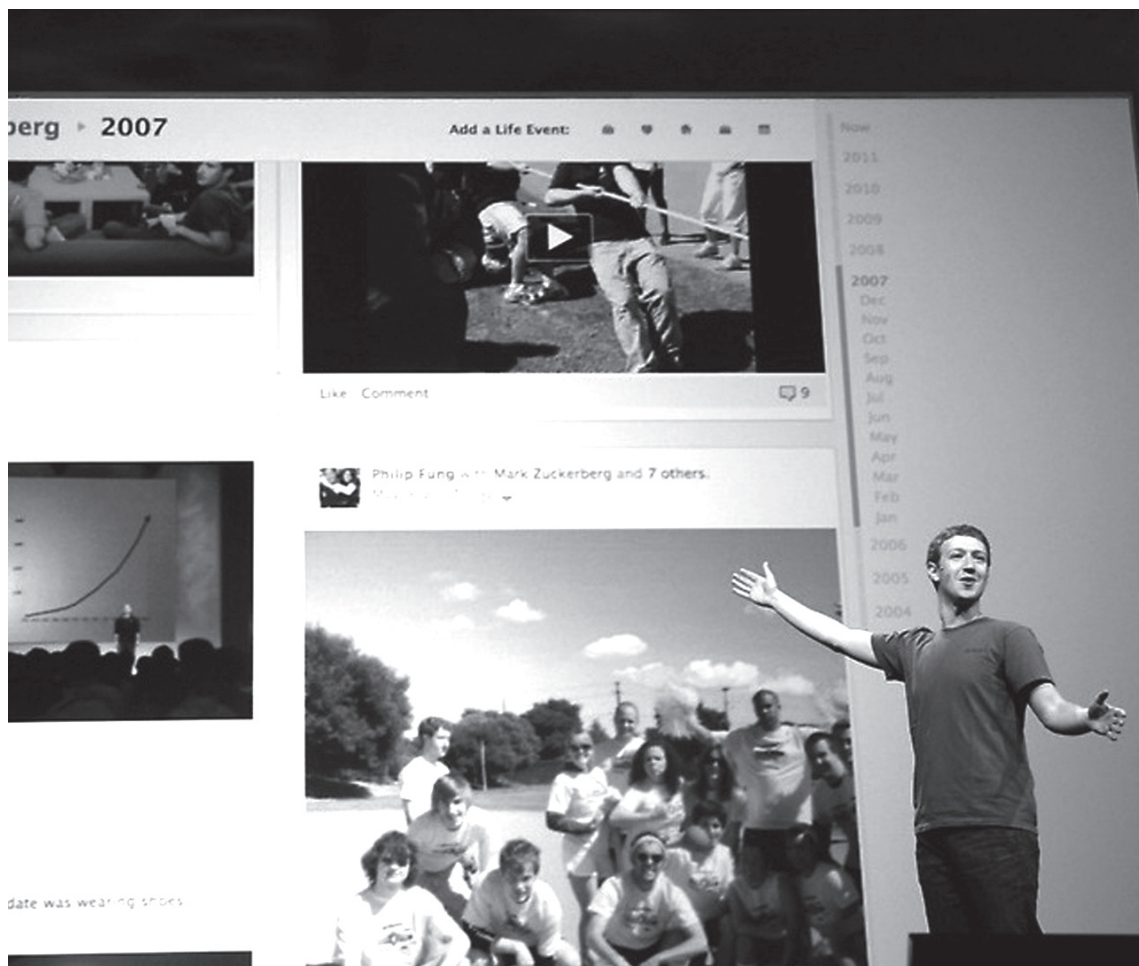 berg ▸ 2007
Add a Life Event:
Like Comment
9
Philip Fung with Mark Zuckerberg and 7 others.
date was wearing shoes
Now
2011
2010
2009
2008
2007
Dec
Nov
Oct
Sep
Aug
Jul
Jun
May
Apr
Mar
Feb
Jan
2006
2005
2004